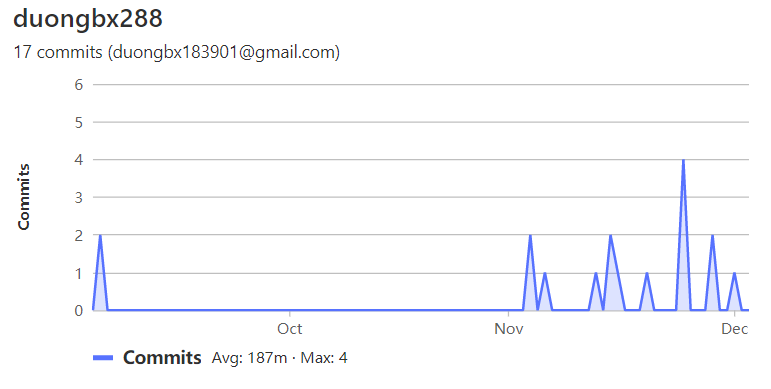 duongbx288
17 commits (duongbx183901@gmail.com)
6
5
4
3
2
1
0
Commits
Oct Nov Dec
Commits Avg: 187m · Max: 4